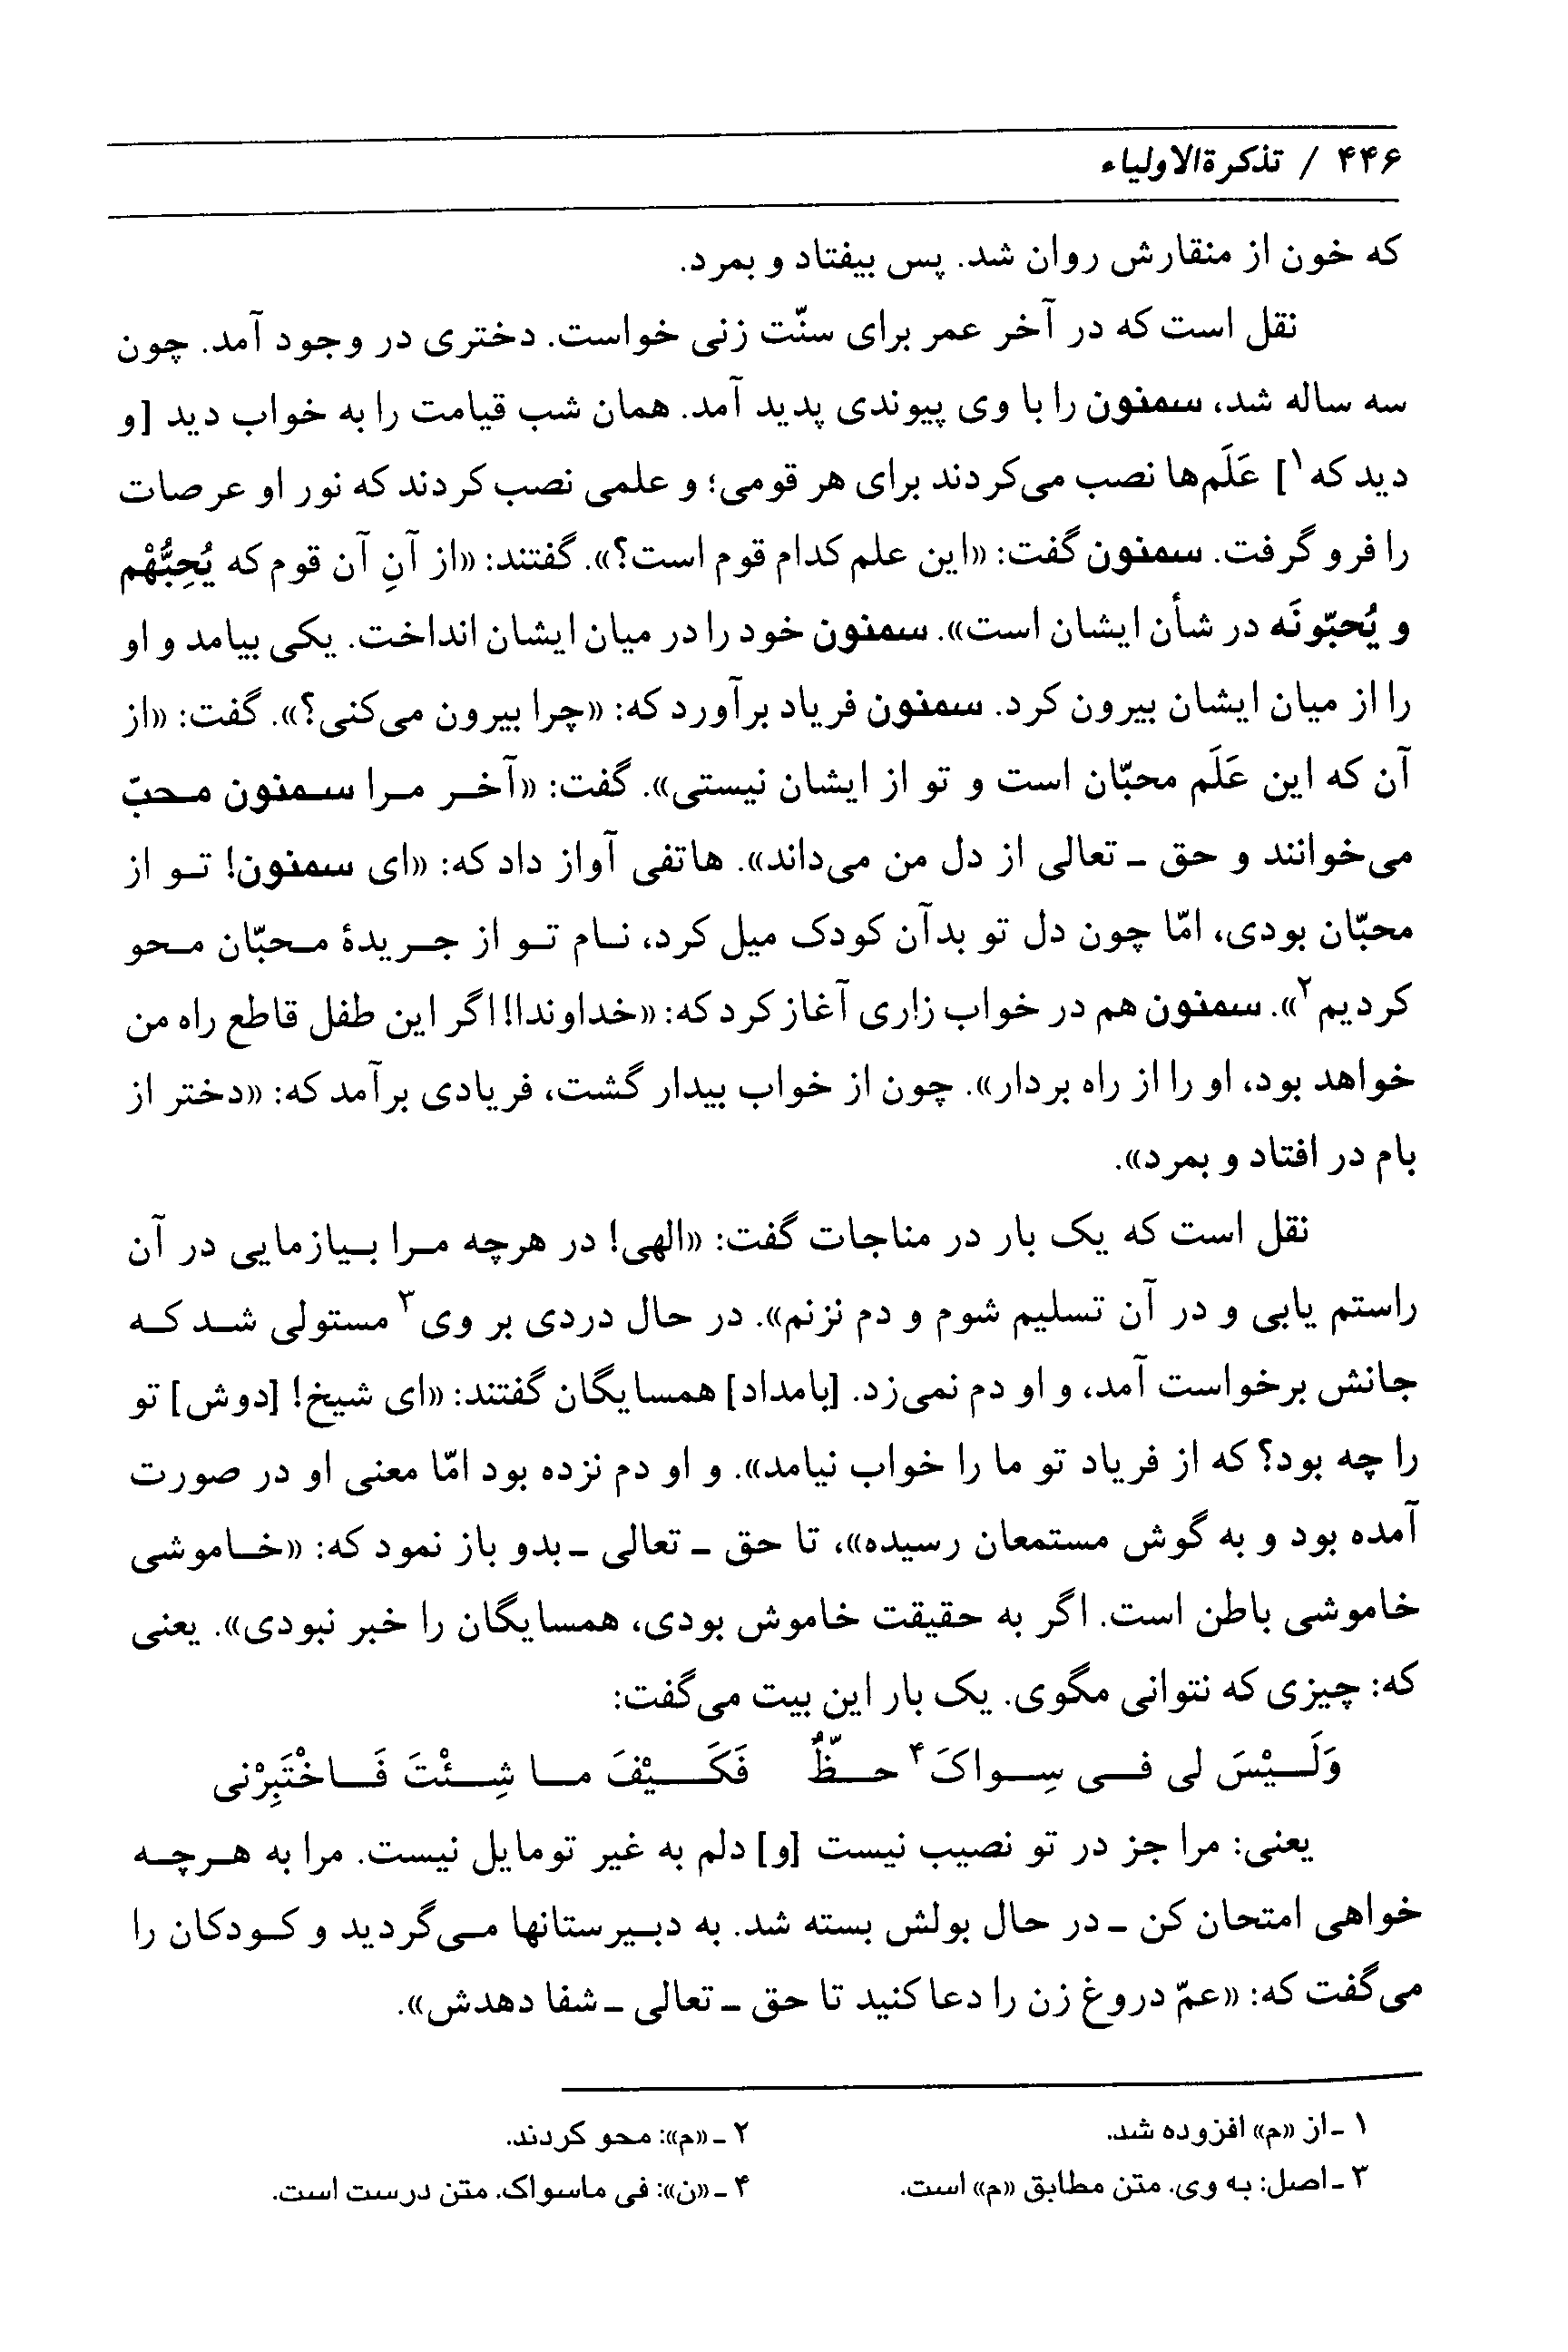 ۴۴۶ / تذکرةالاولیاء
که خون از منقارش روان شد. پس بیفتاد و بمرد.
نقل است که در آخر عمر برای سنّت زنی خواست. دختری در وجود آمد. چون
سه ساله شد، سمنون را با وی پیوندی پدید آمد. همان شب قیامت را به خواب دید [و
دید که۱] عَلَم‌ها نصب می‌کردند برای هر قومی؛ و علمی نصب کردند که نور او عرصات
را فرو گرفت. سمنون گفت: «این علم کدام قوم است؟». گفتند: «از آنِ آن قوم که یُحِبُّهْم
و یُحبّونَه در شأن ایشان است». سمنون خود را در میان ایشان انداخت. یکی بیامد و او
را از میان ایشان بیرون کرد. سمنون فریاد برآورد که: «چرا بیرون می‌کنی؟». گفت: «از
آن که این عَلَم محبّان است و تو از ایشان نیستی». گفت: «آخر مرا سمنون محبّ
می‌خوانند و حق ـ تعالی از دل من می‌داند». هاتفی آواز داد که: «ای سمنون! تو از
محبّان بودی، امّا چون دل تو بدآن کودک میل کرد، نام تو از جریدهٔ محبّان محو
کردیم۲». سمنون هم در خواب زاری آغاز کرد که: «خداوندا!اگر این طفل قاطع راه من
خواهد بود، او را از راه بردار». چون از خواب بیدار گشت، فریادی برآمد که: «دختر از
بام در افتاد و بمرد».
نقل است که یک بار در مناجات گفت: «الهی! در هرچه مرا بیازمایی در آن
راستم یابی و در آن تسلیم شوم و دم نزنم». در حال دردی بر وی۳ مستولی شد که
جانش برخواست آمد، و او دم نمی‌زد. [بامداد] همسایگان گفتند: «ای شیخ! [دوش] تو
را چه بود؟ که از فریاد تو ما را خواب نیامد». و او دم نزده بود امّا معنی او در صورت
آمده بود و به گوش مستمعان رسیده»، تا حق ـ تعالی ـ بدو باز نمود که: «خاموشی
خاموشی باطن است. اگر به حقیقت خاموش بودی، همسایگان را خبر نبودی». یعنی
که: چیزی که نتوانی مگوی. یک بار این بیت می‌گفت:
وَلَیْسَ لی فی سِواکَ۴ حظّلٌ فَکَیْفَ ما شِئْتَ فَاخْتَبِرْنی
یعنی: مرا جز در تو نصیب نیست [و] دلم به غیر تومایل نیست. مرا به هرچه
خواهی امتحان کن ـ در حال بولش بسته شد. به دبیرستانها می‌گردید و کودکان را
می‌گفت که: «عمّ دروغ زن را دعا کنید تا حق ـ تعالی ـ شفا دهدش».
۱ ـ از «م» افزوده شد.
۲ ـ «م»: محو کردند.
۳ ـ اصل: به وی. متن مطابق «م» است.
۴ ـ «ن»: فی ماسواک. متن درست است.